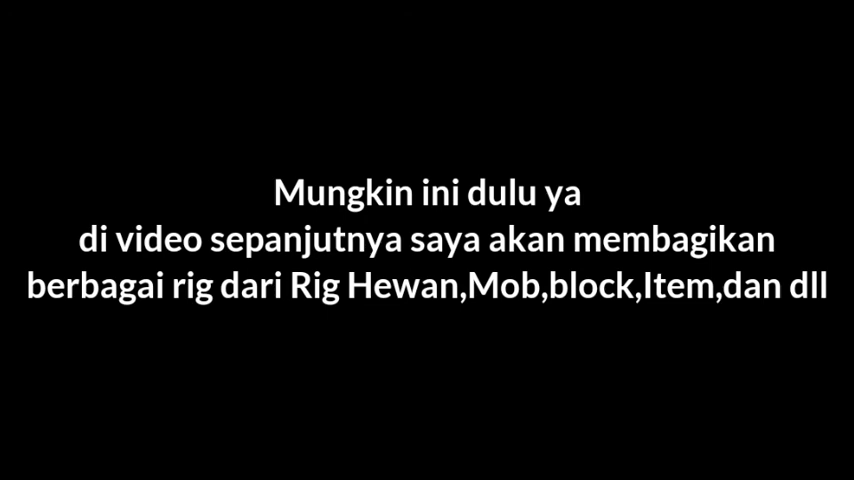 Mungkin ini dulu ya
di video sepanjutnya saya akan membagikan
berbagai rig dari Rig Hewan,Mob,block,Item,dan dll